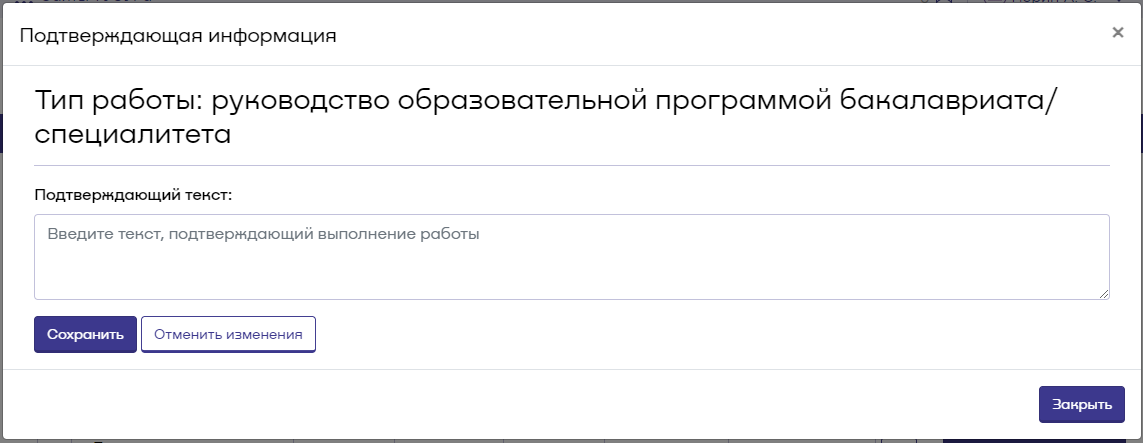 Подтверждающая информация
×
Тип работы: руководство образовательной программой бакалавриата/
специалитета
Подтверждающий текст:
Введите текст, подтверждающий выполнение работы
Сохранить
Отменить изменения
Закрыть